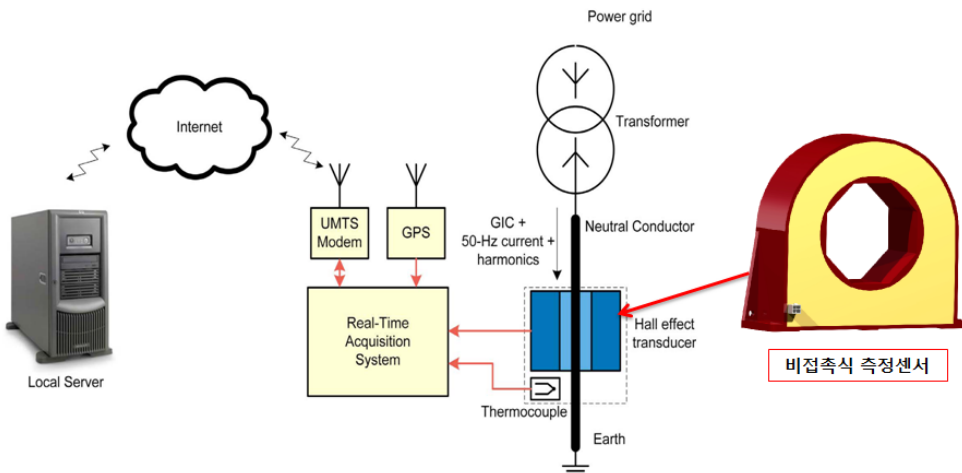 Power grid
Internet
Transformer
UMTS
Modem
GPS
GIC +
50-Hz current +
harmonics
Neutral Conductor
Real-Time
Acquisition
System
Hall effect
transducer
비접촉식 측정센서
Local Server
Thermocouple
Earth